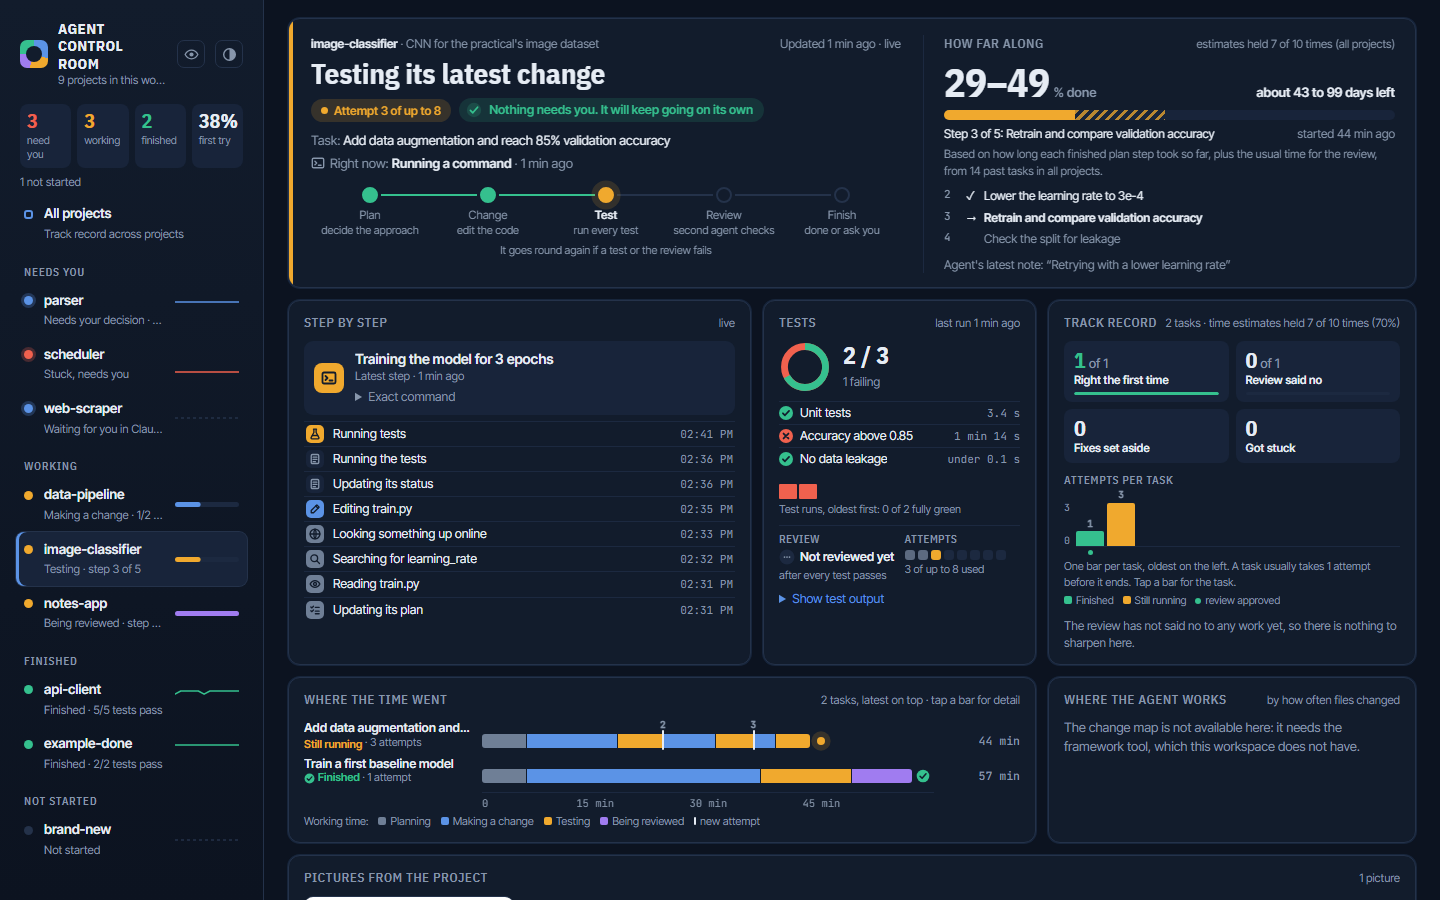 AGENT
CONTROL
ROOM
9 projects in this wo...
3
need
you
3
working
2
finished
38%
first try
1 not started
All projects
Track record across projects
NEEDS YOU
parser
Needs your decision · ...
scheduler
Stuck, needs you
web-scraper
Waiting for you in Clau...
WORKING
data-pipeline
Making a change · 1/2 ...
image-classifier
Testing · step 3 of 5
notes-app
Being reviewed · step ...
FINISHED
api-client
Finished · 5/5 tests pass
example-done
Finished · 2/2 tests pass
NOT STARTED
brand-new
Not started
image-classifier · CNN for the practical's image dataset
Updated 1 min ago · live
Testing its latest change
Attempt 3 of up to 8
Nothing needs you. It will keep going on its own
Task: Add data augmentation and reach 85% validation accuracy
Right now: Running a command · 1 min ago
Plan
decide the approach
Change
edit the code
Test
run every test
Review
second agent checks
Finish
done or ask you
It goes round again if a test or the review fails
HOW FAR ALONG
estimates held 7 of 10 times (all projects)
29–49 % done
about 43 to 99 days left
Step 3 of 5: Retrain and compare validation accuracy
started 44 min ago
Based on how long each finished plan step took so far, plus the usual time for the review,
from 14 past tasks in all projects.
2 ✓ Lower the learning rate to 3e-4
3 → Retrain and compare validation accuracy
4 Check the split for leakage
Agent's latest note: “Retrying with a lower learning rate”
STEP BY STEP
live
Training the model for 3 epochs
Latest step · 1 min ago
Exact command
Running tests 02:41 PM
Running the tests 02:36 PM
Updating its status 02:36 PM
Editing train.py 02:35 PM
Looking something up online 02:33 PM
Searching for learning_rate 02:32 PM
Reading train.py 02:31 PM
Updating its plan 02:31 PM
TESTS
last run 1 min ago
2 / 3
1 failing
Unit tests 3.4 s
Accuracy above 0.85 1 min 14 s
No data leakage under 0.1 s
Test runs, oldest first: 0 of 2 fully green
REVIEW
Not reviewed yet
after every test passes
ATTEMPTS
3 of up to 8 used
Show test output
TRACK RECORD
2 tasks · time estimates held 7 of 10 times (70%)
1 of 1
Right the first time
0 of 1
Review said no
0
Fixes set aside
0
Got stuck
ATTEMPTS PER TASK
3
0
1
3
One bar per task, oldest on the left. A task usually takes 1 attempt
before it ends. Tap a bar for the task.
Finished
Still running
review approved
The review has not said no to any work yet, so there is nothing to
sharpen here.
WHERE THE TIME WENT
2 tasks, latest on top · tap a bar for detail
Add data augmentation and...
Still running · 3 attempts
2
3
44 min
Train a first baseline model
Finished · 1 attempt
57 min
0
15 min
30 min
45 min
Working time:
Planning
Making a change
Testing
Being reviewed
new attempt
WHERE THE AGENT WORKS
by how often files changed
The change map is not available here: it needs the
framework tool, which this workspace does not have.
PICTURES FROM THE PROJECT
1 picture